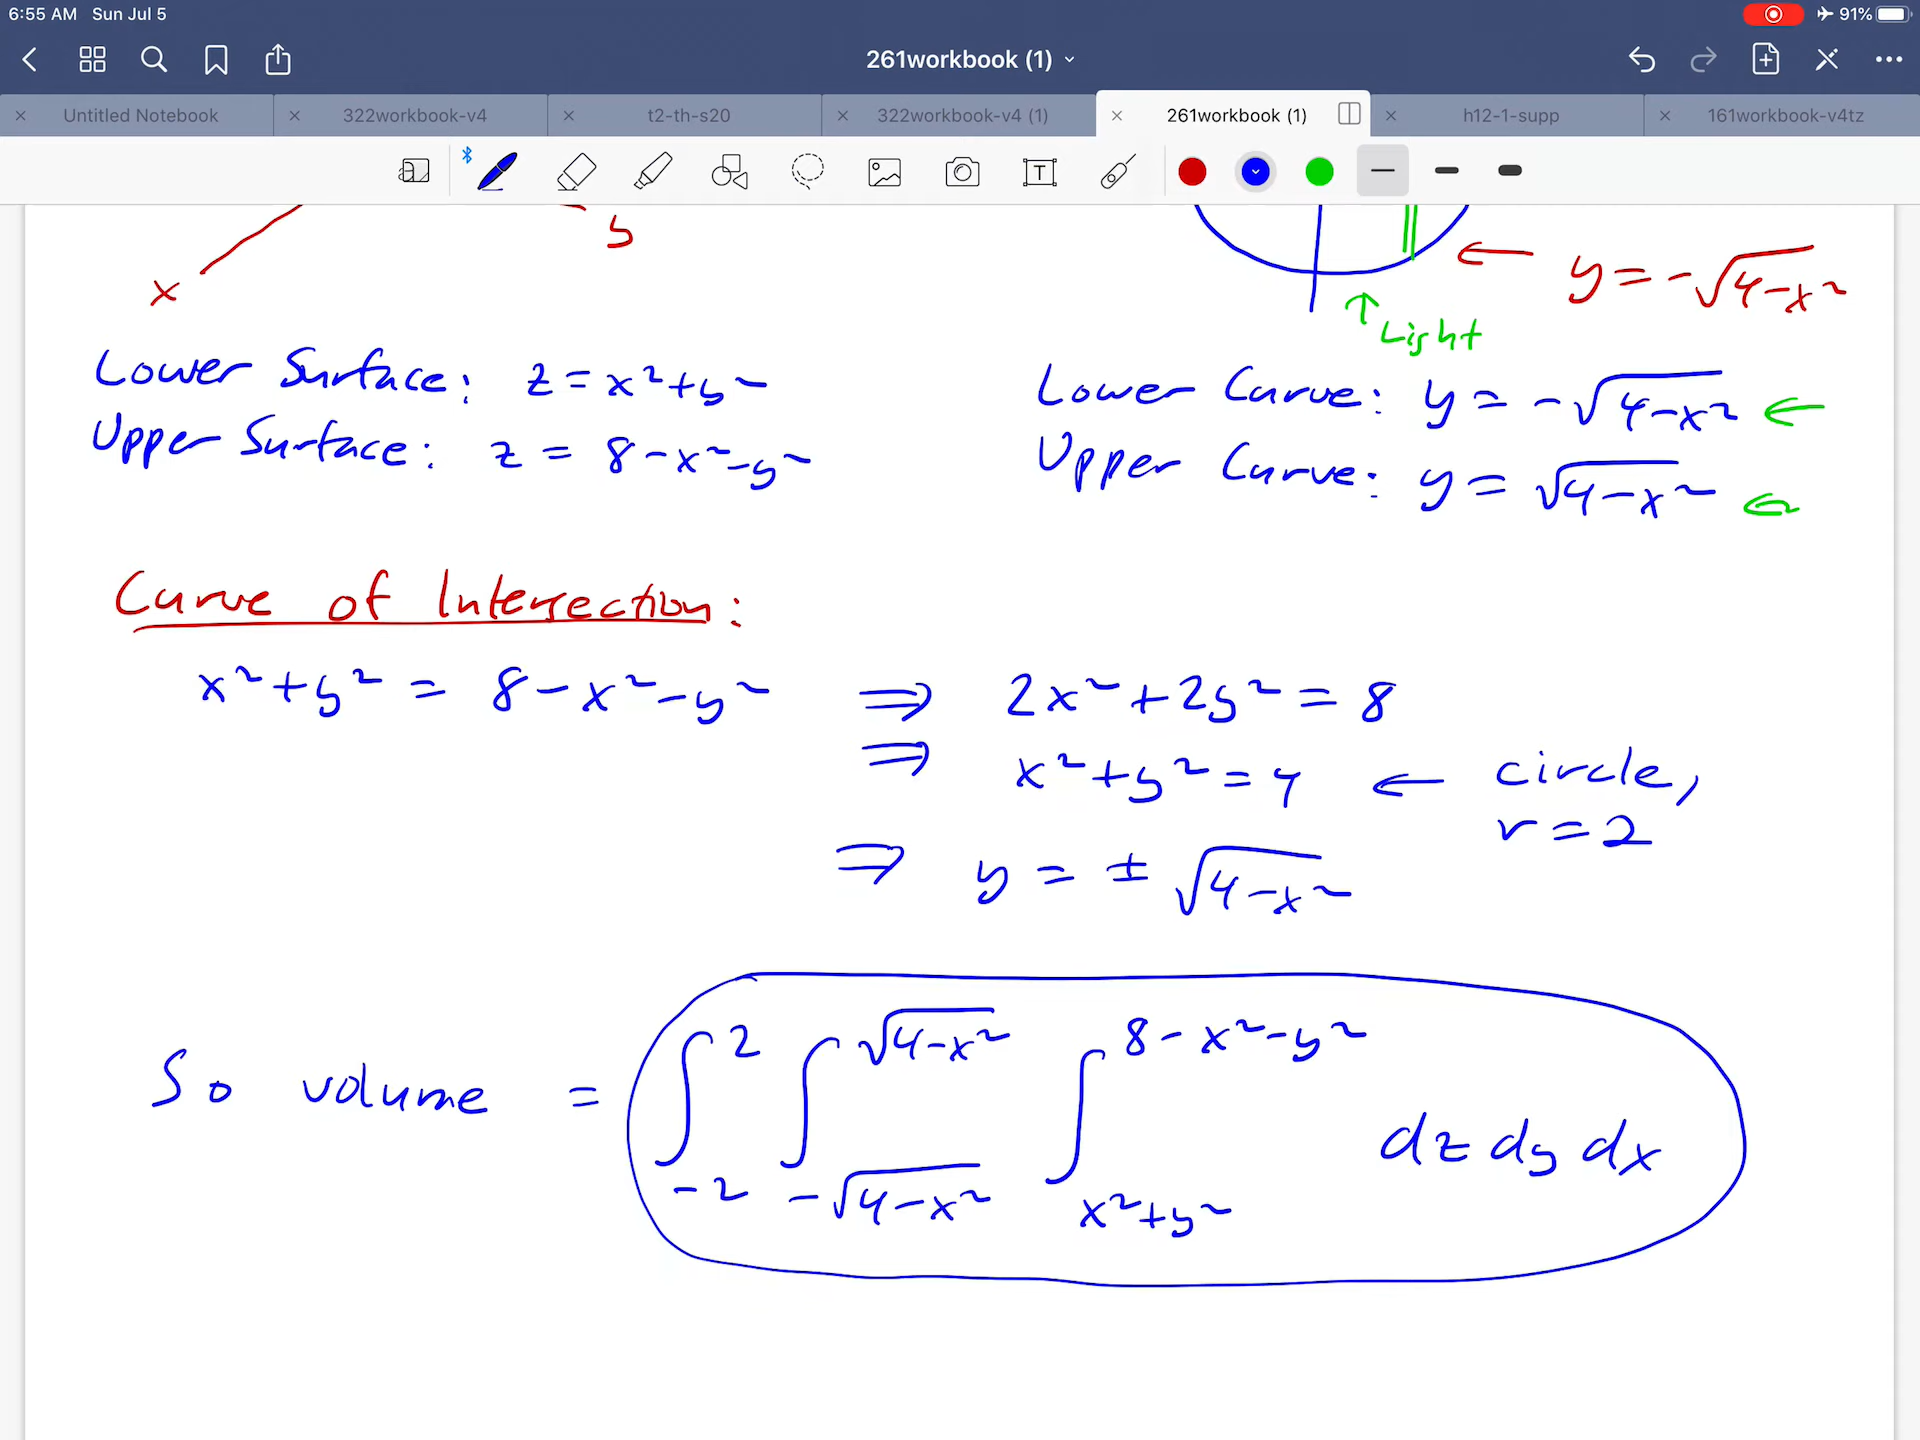 6:55 AM Sun Jul 5
91%
261workbook (1)
Untitled Notebook
322workbook-v4
t2-th-s20
322workbook-v4 (1)
261workbook (1)
h12-1-supp
161workbook-v4tz
x
y
y = -√(4-x²)
Light
Lower Surface: z = x²+y²
Upper Surface: z = 8-x²-y²
Lower Curve: y = -√(4-x²) ←
Upper Curve: y = √(4-x²) ←
Curve of Intersection:
x²+y² = 8-x²-y² ⇒ 2x²+2y² = 8
⇒ x²+y² = 4 ← circle,
r = 2
⇒ y = ± √(4-x²)
So volume = ∫_{-2}^{2} ∫_{-√(4-x²)}^{√(4-x²)} ∫_{x²+y²}^{8-x²-y²} dz dy dx